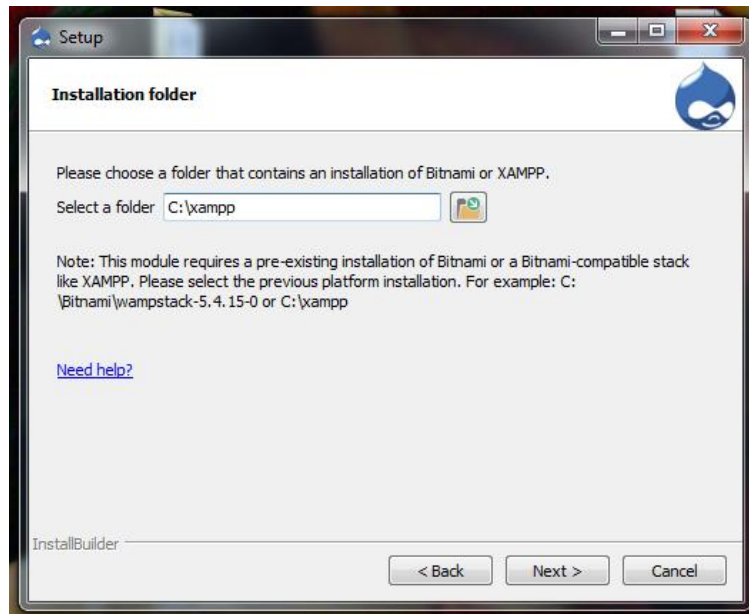 Setup
Installation folder
Please choose a folder that contains an installation of Bitnami or XAMPP.
Select a folder C:\xampp
Note: This module requires a pre-existing installation of Bitnami or a Bitnami-compatible stack
like XAMPP. Please select the previous platform installation. For example: C:
\Bitnami\wampstack-5.4.15-0 or C:\xampp
Need help?
InstallBuilder
< Back Next > Cancel